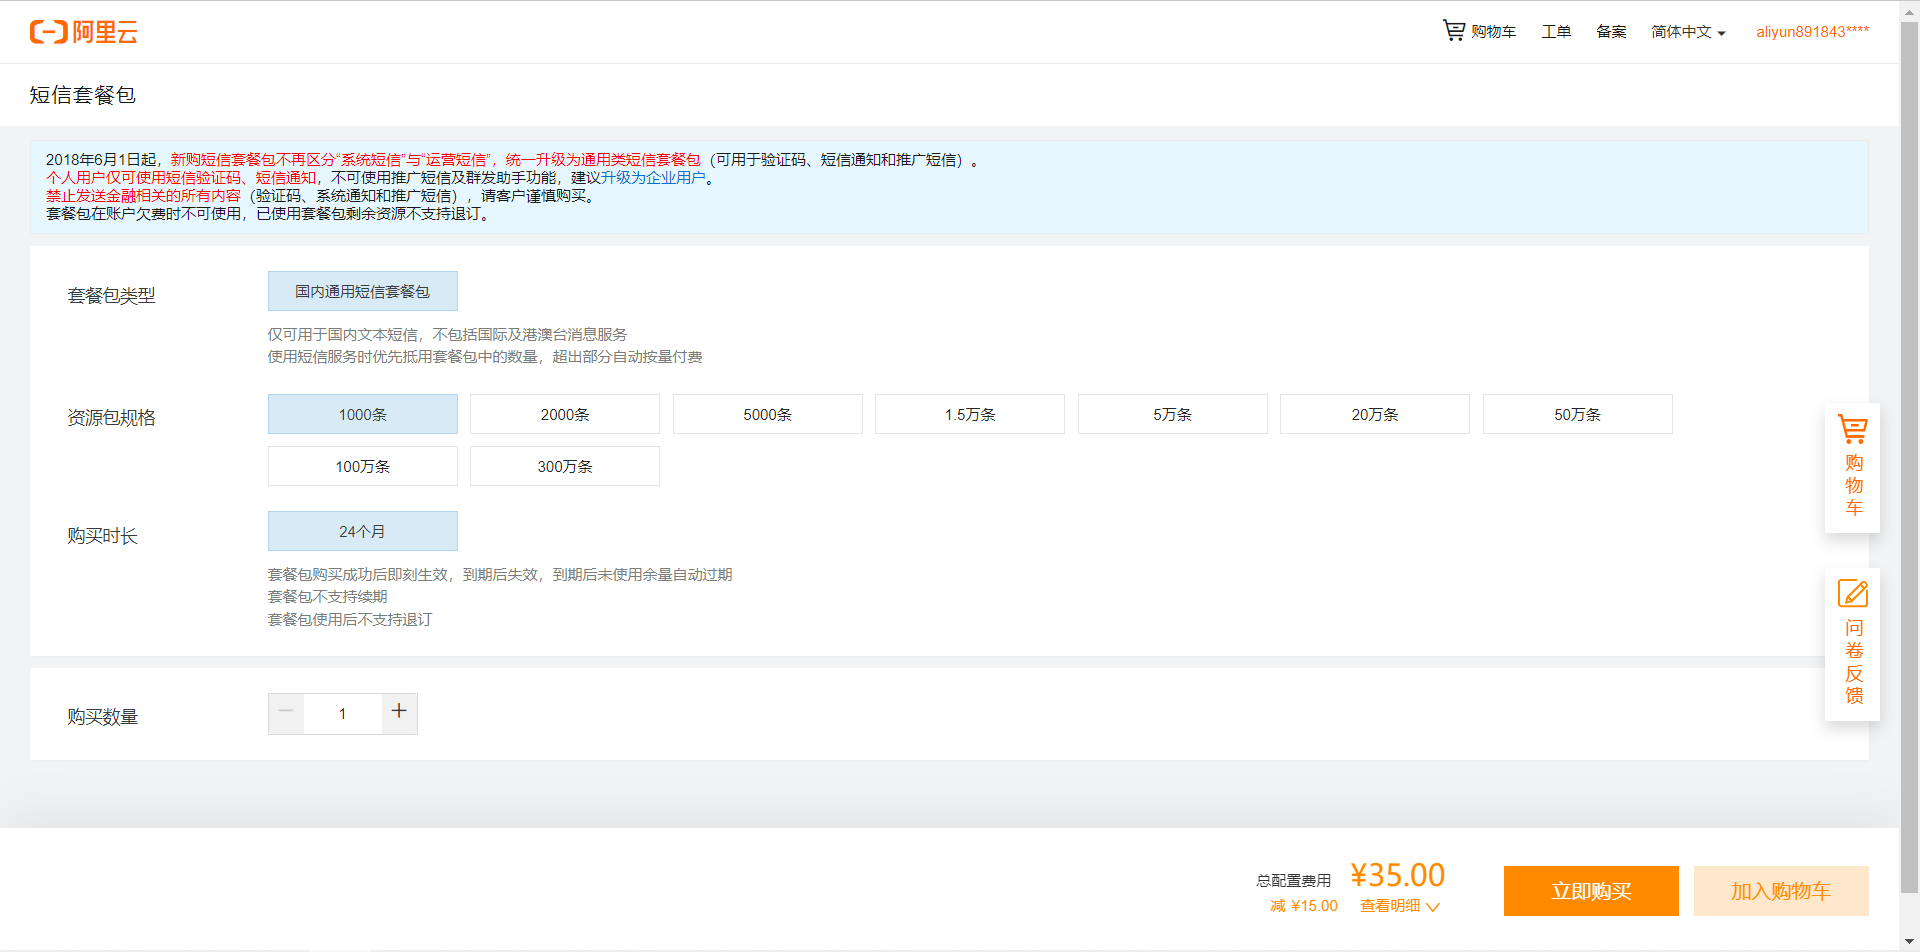 阿里云
购物车 工单 备案 简体中文 aliyun891843****
短信套餐包
2018年6月1日起，新购短信套餐包不再区分“系统短信”与“运营短信”，统一升级为通用类短信套餐包（可用于验证码、短信通知和推广短信）。
个人用户仅可使用短信验证码、短信通知，不可使用推广短信及群发助手功能，建议升级为企业用户。
禁止发送金融相关的所有内容（验证码、系统通知和推广短信），请客户谨慎购买。
套餐包在账户欠费时不可使用，已使用套餐包剩余资源不支持退订。
套餐包类型 国内通用短信套餐包
仅可用于国内文本短信，不包括国际及港澳台消息服务
使用短信服务时优先抵用套餐包中的数量，超出部分自动按量付费
资源包规格 1000条 2000条 5000条 1.5万条 5万条 20万条 50万条
100万条 300万条
购买时长 24个月
套餐包购买成功后即刻生效，到期后失效，到期后未使用余量自动过期
套餐包不支持续期
套餐包使用后不支持退订
购买数量 1
购物车
问卷反馈
总配置费用 ¥35.00
减 ¥15.00 查看明细
立即购买 加入购物车